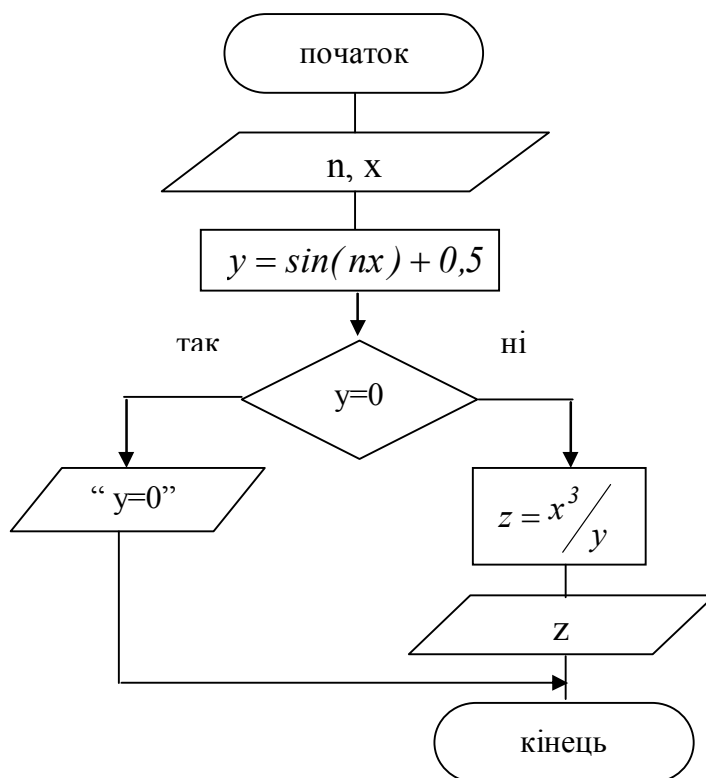 початок
n, x
y = sin( nx ) + 0,5
так ні
y=0
“ y=0”
z = x³/y
z
кінець